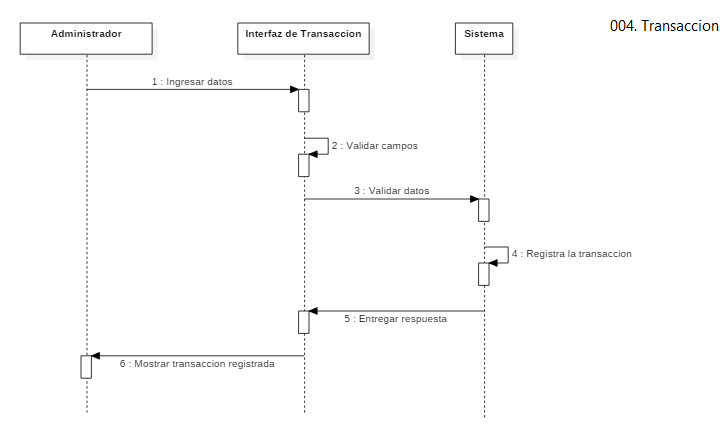 004. Transaccion
Administrador
Interfaz de Transaccion
Sistema
1 : Ingresar datos
2 : Validar campos
3 : Validar datos
4 : Registra la transaccion
5 : Entregar respuesta
6 : Mostrar transaccion registrada